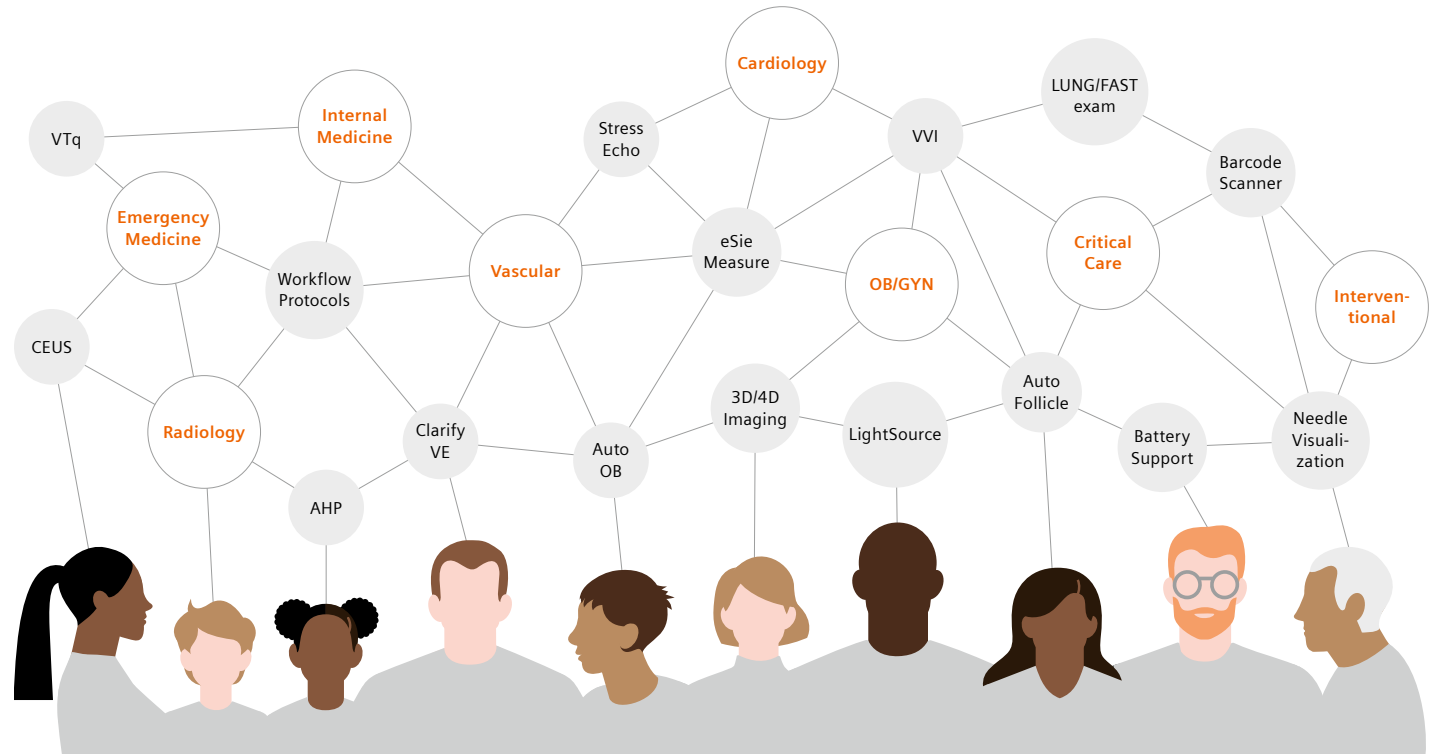 Cardiology
LUNG/FAST
exam
Internal
Medicine
VTq
Stress
Echo
VVI
Barcode
Scanner
Emergency
Medicine
Workflow
Protocols
Vascular
eSie
Measure
OB/GYN
Critical
Care
Interven-
tional
CEUS
Radiology
Clarify
VE
Auto
OB
3D/4D
Imaging
LightSource
Auto
Follicle
Battery
Support
Needle
Visuali-
zation
AHP